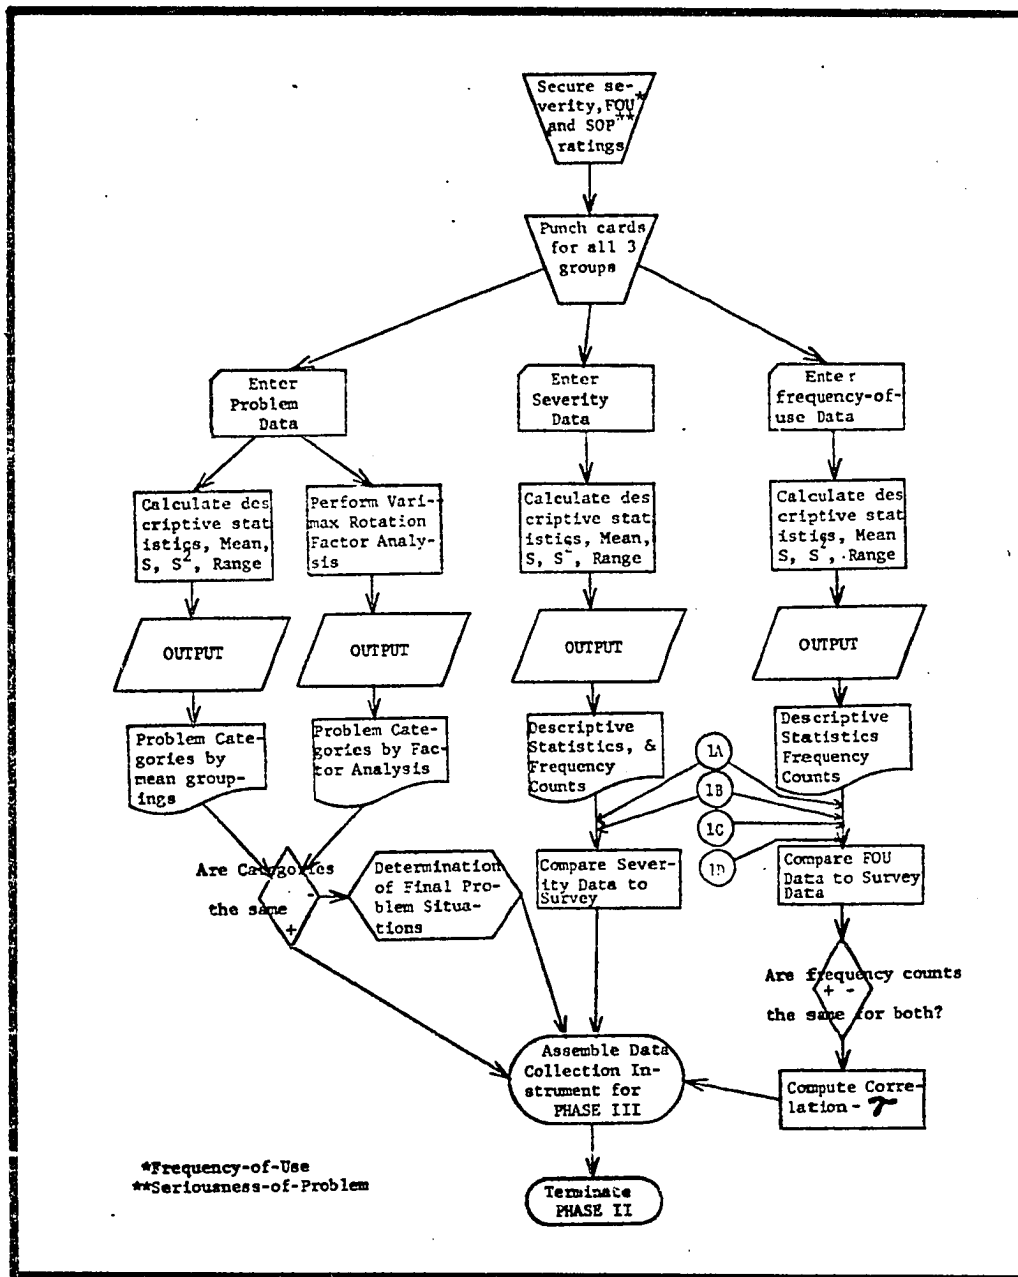 Secure se-
verity, FOU*
and SOP**
ratings
Punch cards
for all 3
groups
Enter
Problem
Data
Enter
Severity
Data
Enter
frequency-of-
use Data
Calculate des
criptive stat
istics, Mean,
S, S², Range
Perform Vari-
max Rotation
Factor Analy-
sis
Calculate des
criptive stat
istics, Mean,
S, S², Range
Calculate des
criptive stat
istics, Mean
S, S², Range
OUTPUT
OUTPUT
OUTPUT
OUTPUT
Problem Cate-
gories by
mean group-
ings
Problem Cate-
gories by Fac-
tor Analysis
Descriptive
Statistics, &
Frequency
Counts
Descriptive
Statistics
Frequency
Counts
1A
1B
1C
1D
Are Categories
the same
-
+
Determination
of Final Pro-
blem Situa-
tions
Compare Sever-
ity Data to
Survey
Compare FOU
Data to Survey
Data
Are frequency counts
+ -
the same for both?
Assemble Data
Collection In-
strument for
PHASE III
Compute Corre-
lation-
Terminate
PHASE II
*Frequency-of-Use
**Seriousness-of-Problem